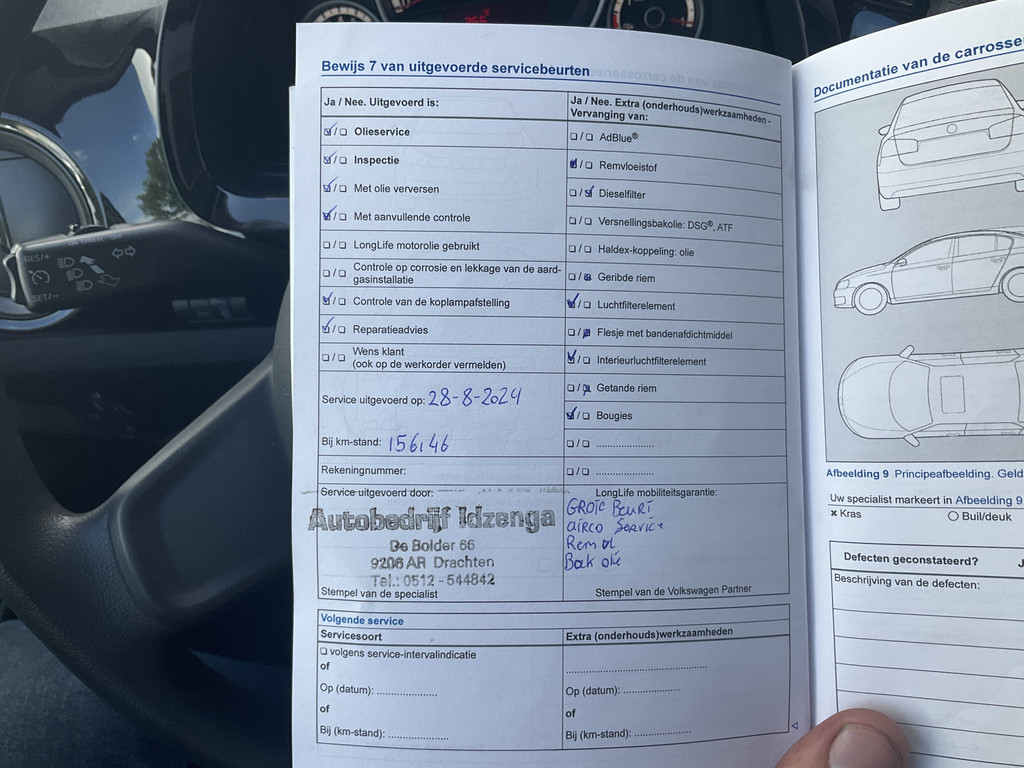 Bewijs 7 van uitgevoerde servicebeurten
Ja / Nee. Uitgevoerd is:
☑/☐ Olieservice
☑/☐ Inspectie
☑/☐ Met olie verversen
☑/☐ Met aanvullende controle
☐/☐ LongLife motorolie gebruikt
☐/☐ Controle op corrosie en lekkage van de aard-
gasinstallatie
☑/☐ Controle van de koplampafstelling
☑/☐ Reparatieadvies
☐/☐ Wens klant
(ook op de werkorder vermelden)
Service uitgevoerd op: 28-8-2024
Bij km-stand: 156146
Rekeningnummer:
Service uitgevoerd door:
Autobedrijf Idzenga
De Bolder 66
9206 AR Drachten
Tel.: 0512 - 544842
Stempel van de specialist
Ja / Nee. Extra (onderhouds)werkzaamheden -
Vervanging van:
☐/☐ AdBlue®
☑/☐ Remvloeistof
☐/☑ Dieselfilter
☐/☐ Versnellingsbakolie: DSG®, ATF
☐/☐ Haldex-koppeling: olie
☐/☑ Geribde riem
☑/☐ Luchtfilterelement
☐/☑ Flesje met bandenafdichtmiddel
☑/☐ Interieurluchtfilterelement
☐/☑ Getande riem
☑/☐ Bougies
☐/☐ ....................
☐/☐ ....................
LongLife mobiliteitsgarantie:
GROTE BEURT
AIRCO SERVICE
Rem ol
Bak olie
Stempel van de Volkswagen Partner
Volgende service
Servicesoort
☐ volgens service-intervalindicatie
of
Op (datum): ....................
of
Bij (km-stand): ....................
Extra (onderhouds)werkzaamheden
....................
Op (datum): ....................
of
Bij (km-stand): ....................
Documentatie van de carrosse
Afbeelding 9 Principeafbeelding. Geld
Uw specialist markeert in Afbeelding 9
× Kras
○ Buil/deuk
Defecten geconstateerd?
J
Beschrijving van de defecten:
RES/+
SET/-